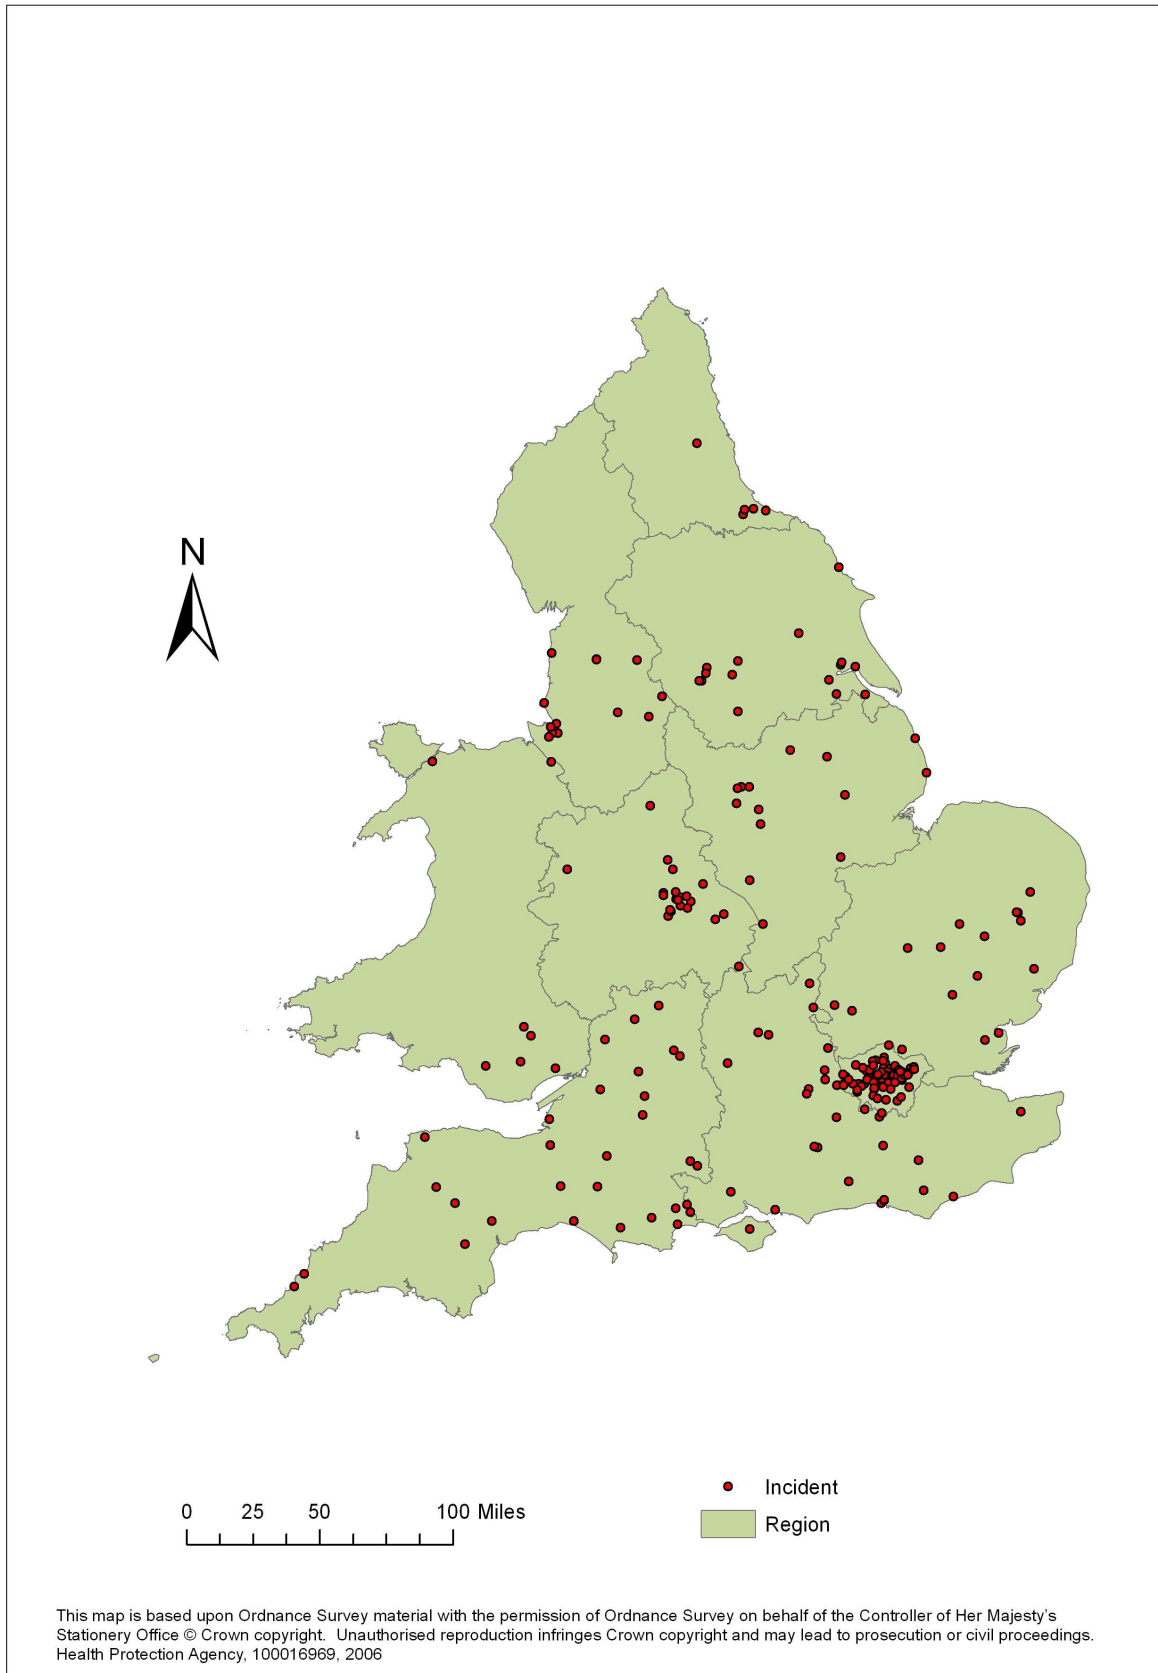 N
0 25 50 100 Miles
Incident
Region
This map is based upon Ordnance Survey material with the permission of Ordnance Survey on behalf of the Controller of Her Majesty's
Stationery Office © Crown copyright. Unauthorised reproduction infringes Crown copyright and may lead to prosecution or civil proceedings.
Health Protection Agency, 100016969, 2006